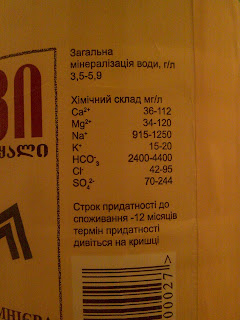 Загальна
мінералізація води, г/л
3,5-5,9
Хімічний склад мг/л
Ca²⁺ 36-112
Mg²⁺ 34-120
Na⁺ 915-1250
K⁺ 15-20
HCO⁻₃ 2400-4400
Cl⁻ 42-95
SO₄²⁻ 70-244
Строк придатності до
споживання -12 місяців
термін придатності
дивіться на кришці
00027 >